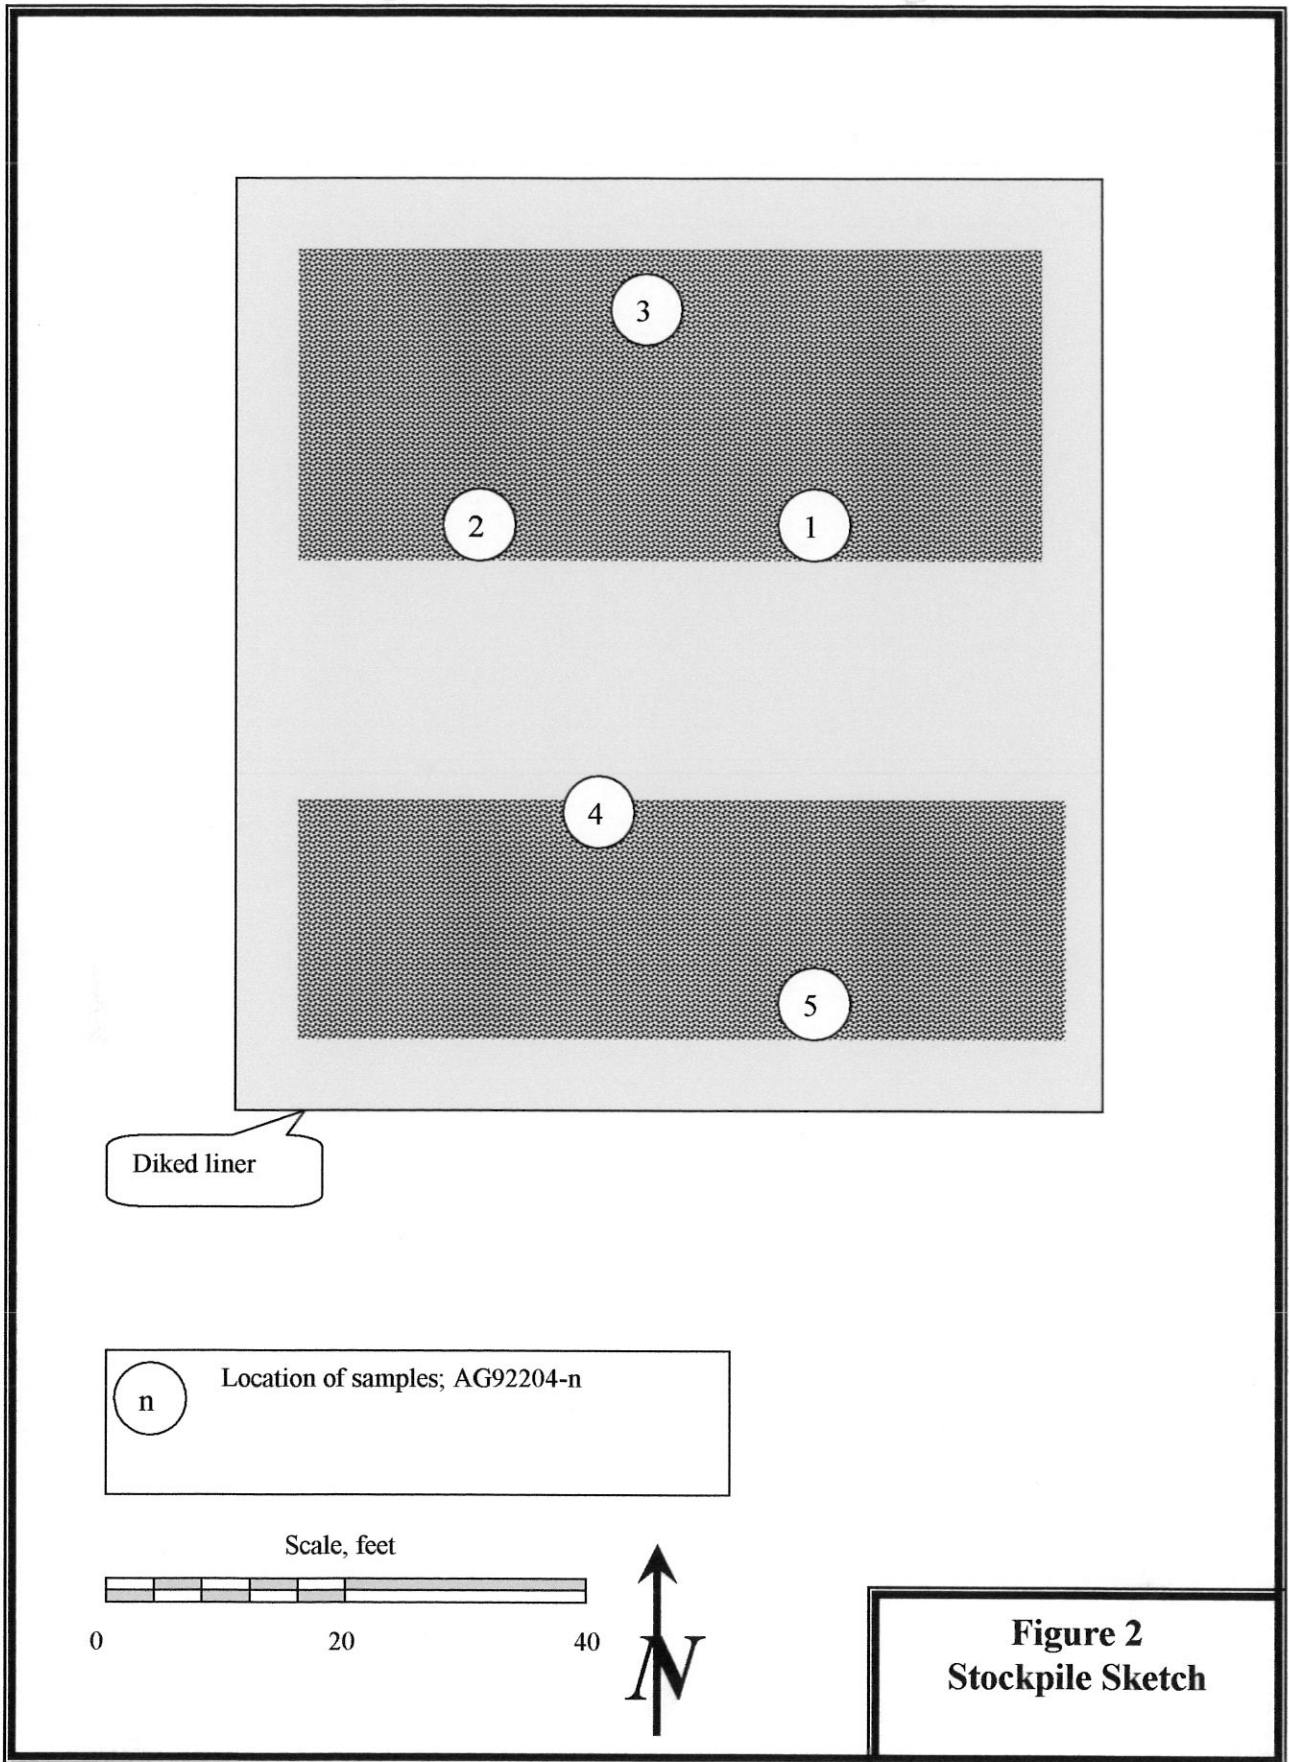 3
2
1
4
5
Diked liner
n
Location of samples; AG92204-n
Scale, feet
0
20
40
N
Figure 2
Stockpile Sketch